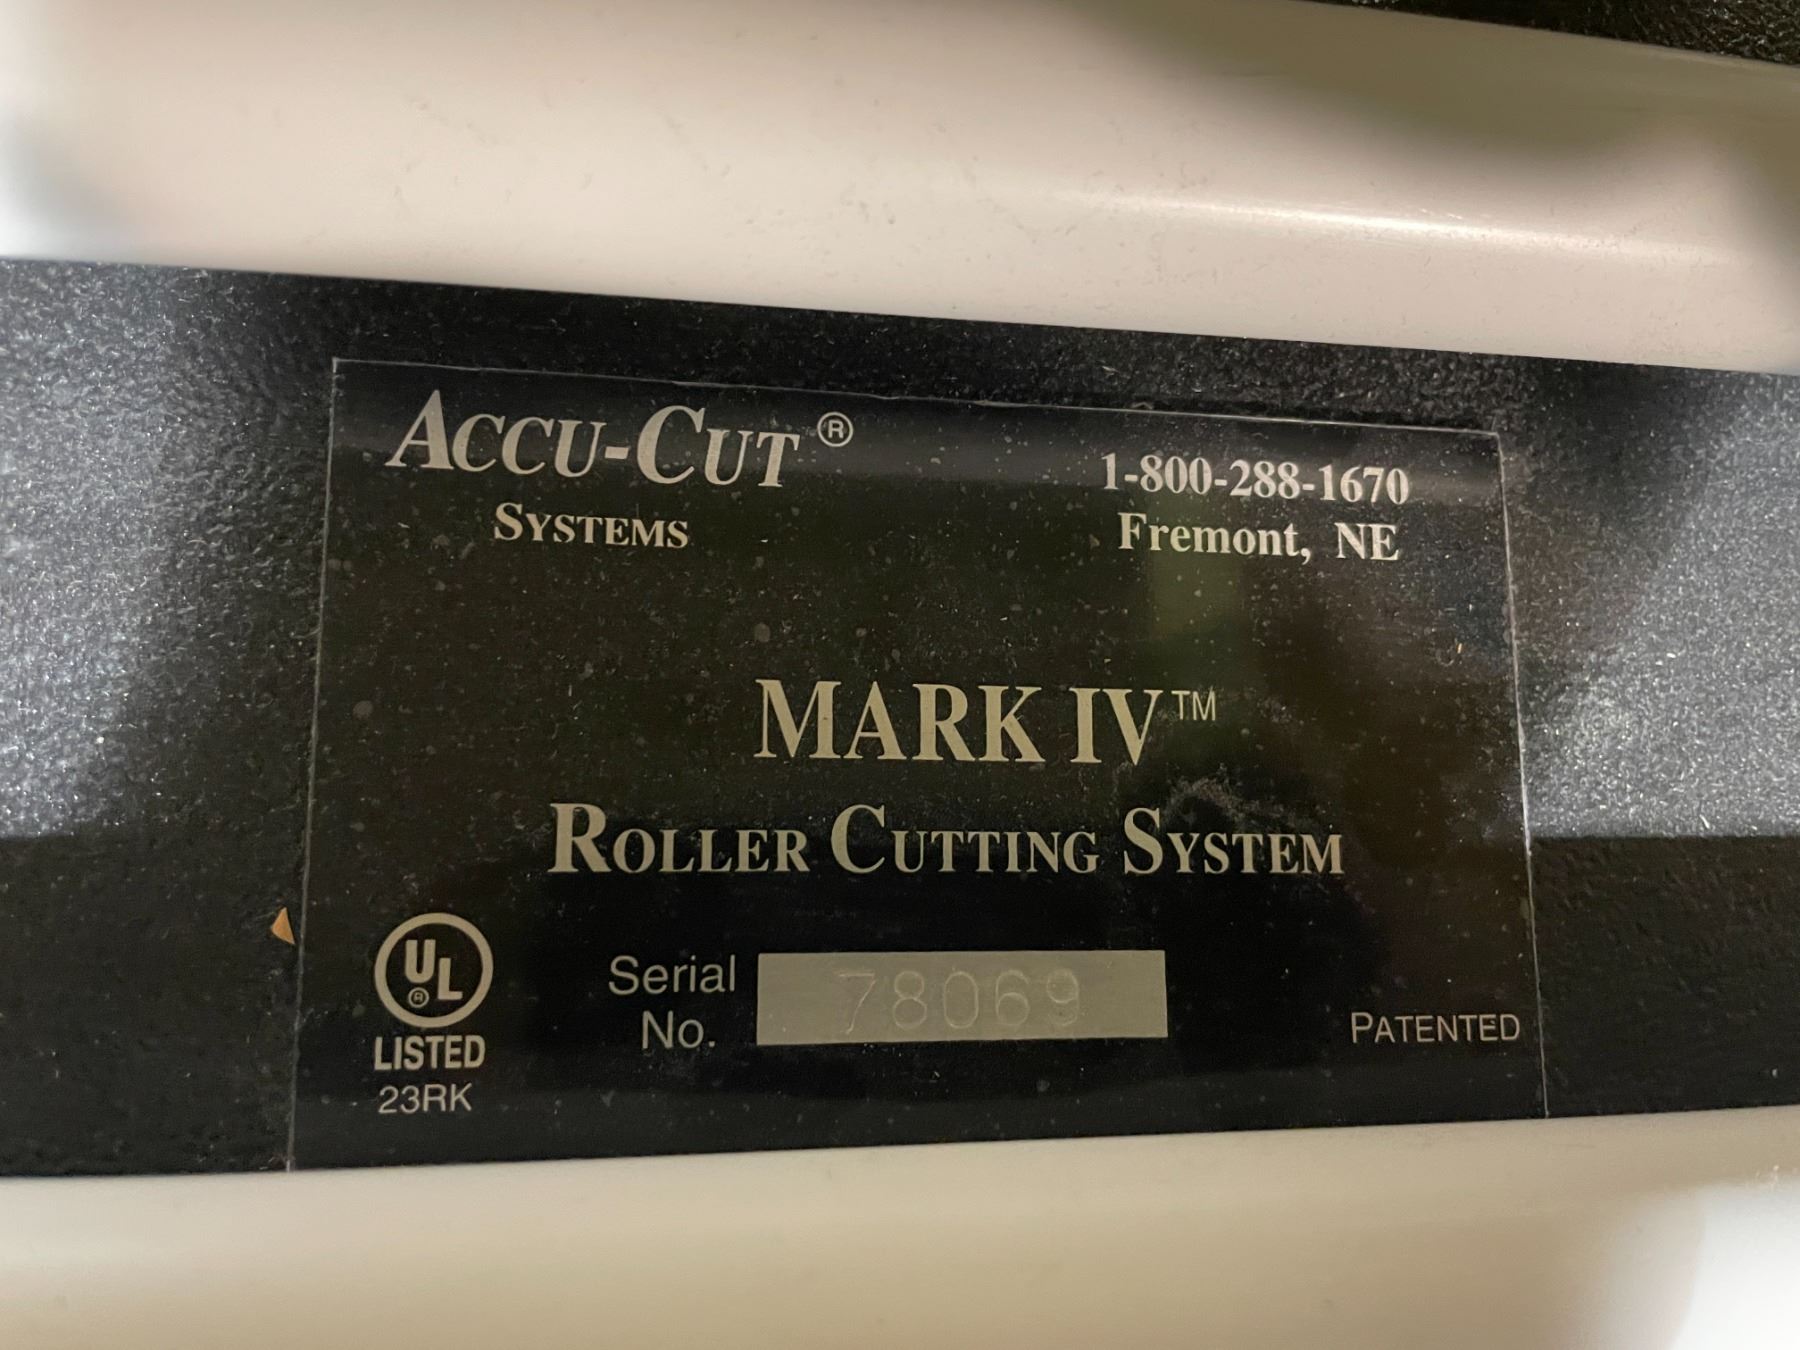 ACCU-CUT ®
SYSTEMS
1-800-288-1670
Fremont, NE
MARK IV™
ROLLER CUTTING SYSTEM
UL ®
LISTED
23RK
Serial
No.
78069
PATENTED